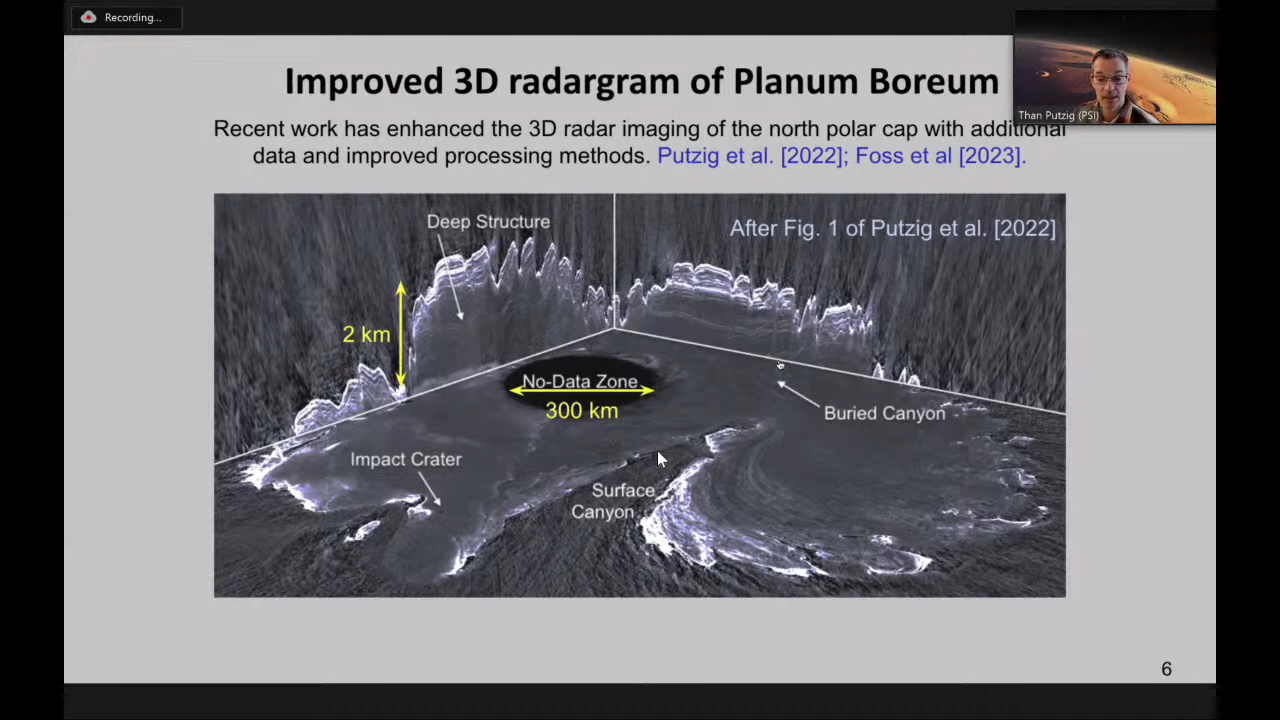 Recording...
Improved 3D radargram of Planum Boreum
Than Putzig (PSI)
Recent work has enhanced the 3D radar imaging of the north polar cap with additional
data and improved processing methods. Putzig et al. [2022]; Foss et al [2023].
Deep Structure
After Fig. 1 of Putzig et al. [2022]
2 km
No-Data Zone
300 km
Buried Canyon
Impact Crater
Surface
Canyon
6